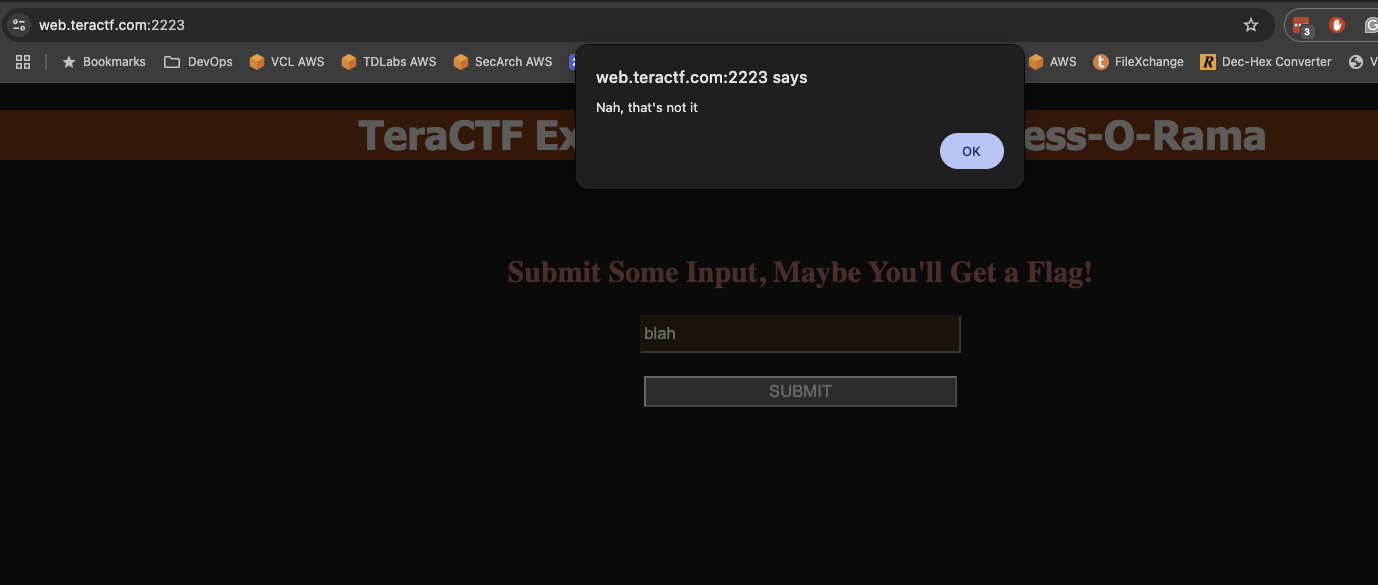 web.teractf.com:2223
3
Bookmarks DevOps VCL AWS TDLabs AWS SecArch AWS AWS FileXchange R Dec-Hex Converter V
web.teractf.com:2223 says
Nah, that's not it
OK
TeraCTF Ex ess-O-Rama
Submit Some Input, Maybe You'll Get a Flag!
blah
SUBMIT